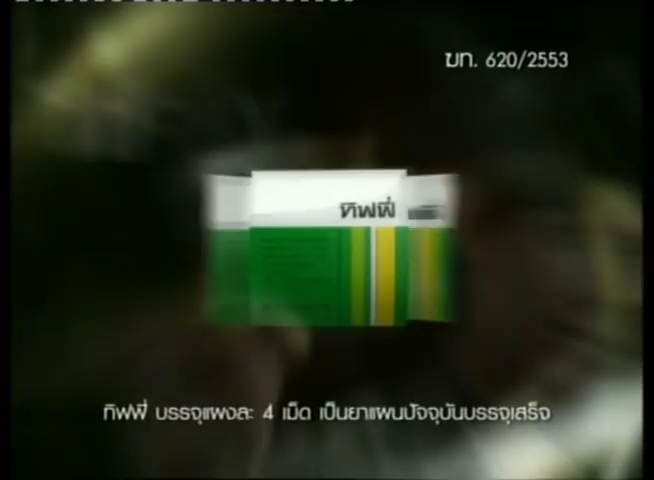 ฆท. 620/2553
ทิฟฟี่
ทิฟฟี่ บรรจุแผงละ 4 เม็ด เป็นยาแผนปัจจุบันบรรจุเสร็จ